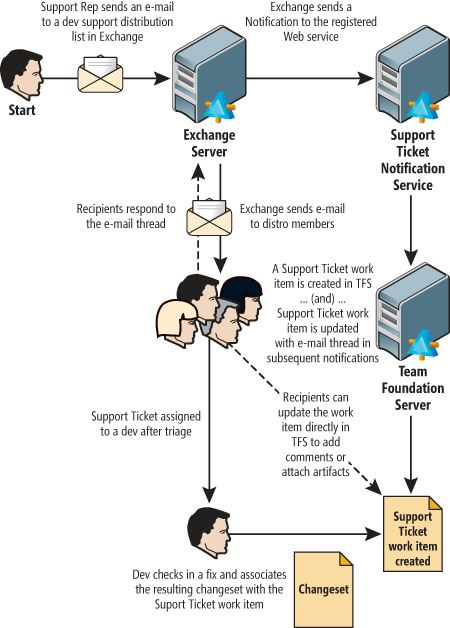 Support Rep sends an e-mail
to a dev support distribution
list in Exchange
Exchange sends a
Notification to the registered
Web service
Start
Exchange
Server
Support
Ticket
Notification
Service
Recipients respond to
the e-mail thread
Exchange sends e-mail
to distro members
A Support Ticket work
item is created in TFS
... (and) ...
Support Ticket work
item is updated
with e-mail thread in
subsequent notifications
Team
Foundation
Server
Recipients can
update the work
item directly in
TFS to add
comments or
attach artifacts
Support Ticket assigned
to a dev after triage
Support
Ticket
work item
created
Dev checks in a fix and associates
the resulting changeset with the
Suport Ticket work item
Changeset